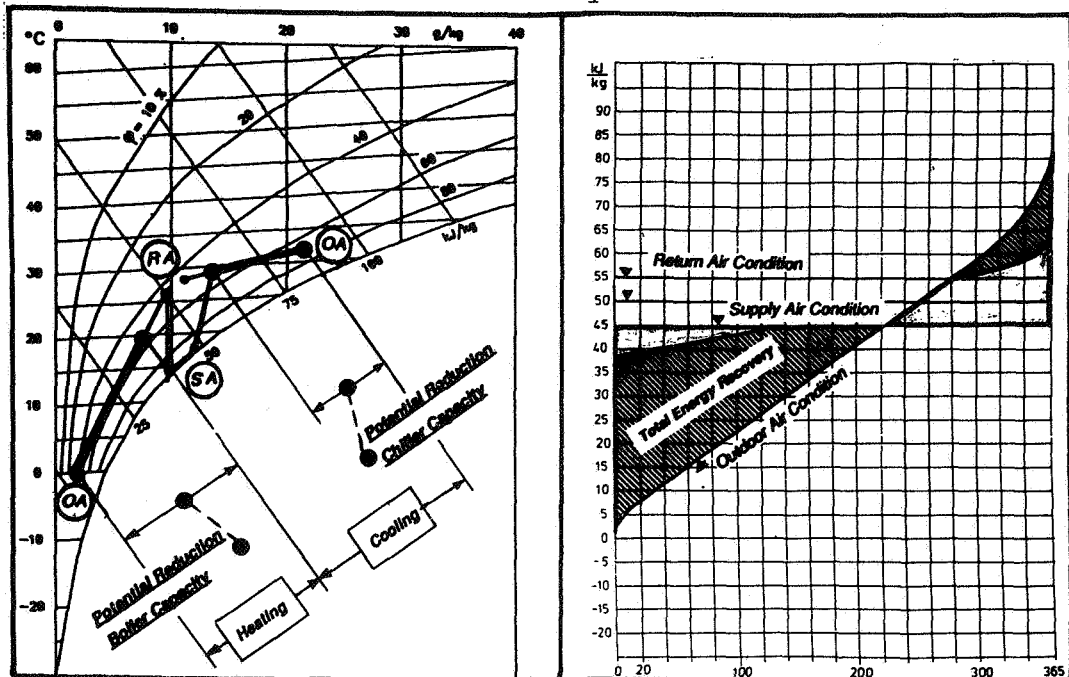 0 10 20 30 g/kg 40
°C
60
50
40
30
20
10
0
-10
-20
φ = 10 %
20
40
60
80
kJ/kg
100
75
50
25
RA
OA
SA
OA
Potential Reduction
Chiller Capacity
Potential Reduction
Boiler Capacity
Cooling
Heating
kJ
kg
90
85
80
75
70
65
60
55
50
45
40
35
30
25
20
15
10
5
0
-5
-10
-15
-20
Return Air Condition
Supply Air Condition
Total Energy Recovery
Outdoor Air Condition
0 20 100 200 300 365